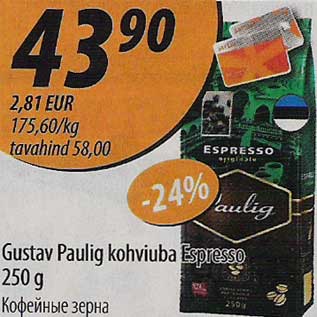 43 90
2,81 EUR
175,60/kg
tavahind 58,00
ESPRESSO
originale
-24%
Paulig
Gustav Paulig kohviuba Espresso
250 g
Кофейные зерна
250g